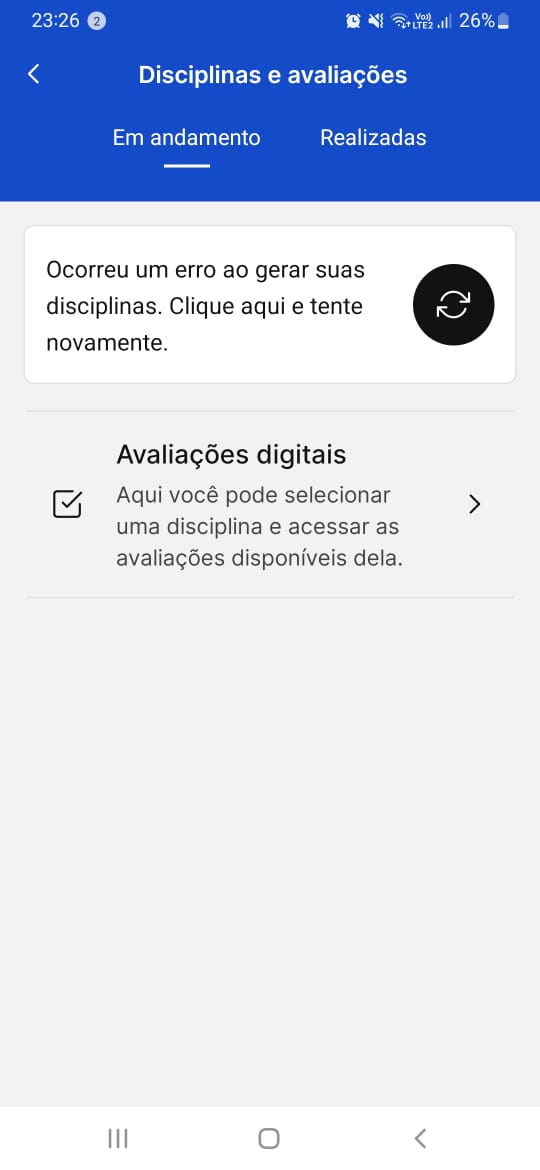 23:26 2 Vo)) LTE2 26%
Disciplinas e avaliações
Em andamento Realizadas
Ocorreu um erro ao gerar suas
disciplinas. Clique aqui e tente
novamente.
Avaliações digitais
Aqui você pode selecionar
uma disciplina e acessar as
avaliações disponíveis dela.